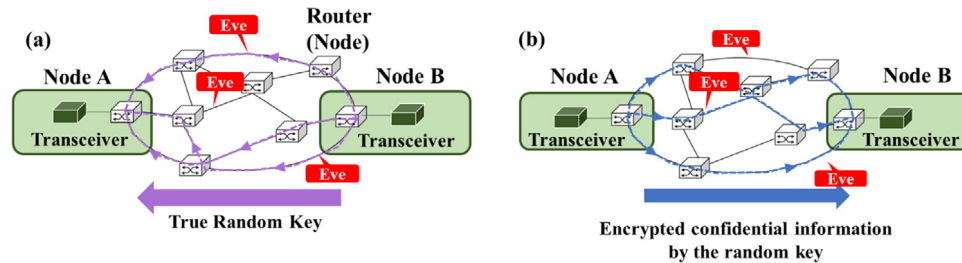 (a)
Eve
Router
(Node)
Node A
Eve
Node B
Transceiver
Transceiver
Eve
True Random Key
(b)
Eve
Node A
Eve
Node B
Transceiver
Transceiver
Eve
Encrypted confidential information
by the random key